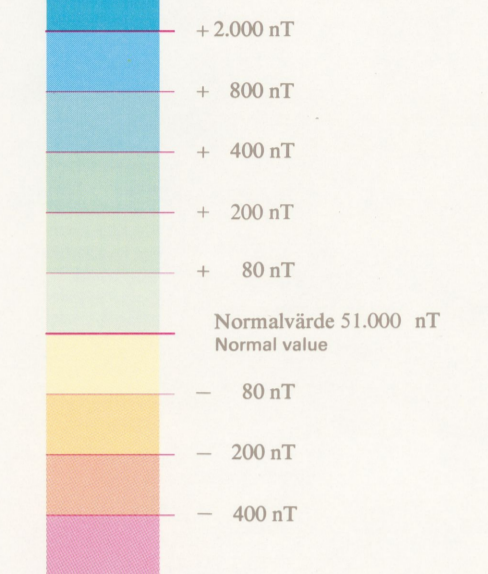 + 2.000 nT
+ 800 nT
+ 400 nT
+ 200 nT
+ 80 nT
Normalvärde 51.000 nT
Normal value
— 80 nT
— 200 nT
— 400 nT